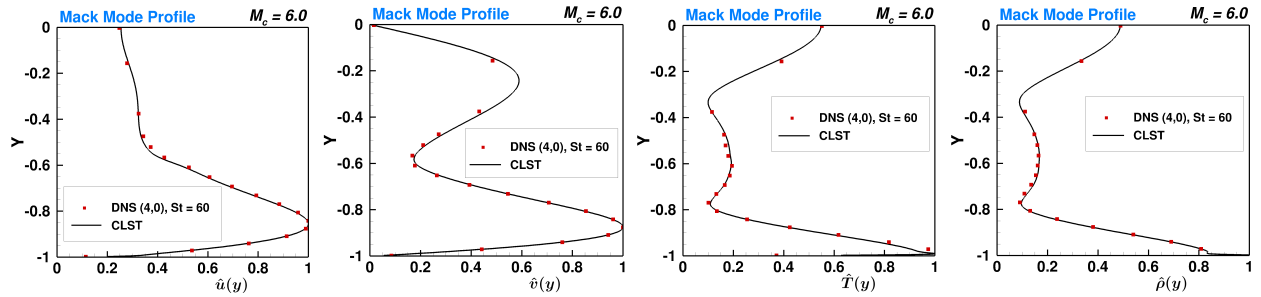 Mack Mode Profile M_c = 6.0
0
-0.2
-0.4
-0.6
-0.8
-1
Y
DNS (4,0), St = 60
CLST
0 0.2 0.4 0.6 0.8 1
û(y)
Mack Mode Profile M_c = 6.0
0
-0.2
-0.4
-0.6
-0.8
-1
Y
DNS (4,0), St = 60
CLST
0 0.2 0.4 0.6 0.8 1
v̂(y)
Mack Mode Profile M_c = 6.0
0
-0.2
-0.4
-0.6
-0.8
-1
Y
DNS (4,0), St = 60
CLST
0 0.2 0.4 0.6 0.8 1
T̂(y)
Mack Mode Profile M_c = 6.0
0
-0.2
-0.4
-0.6
-0.8
-1
Y
DNS (4,0), St = 60
CLST
0 0.2 0.4 0.6 0.8 1
ρ̂(y)